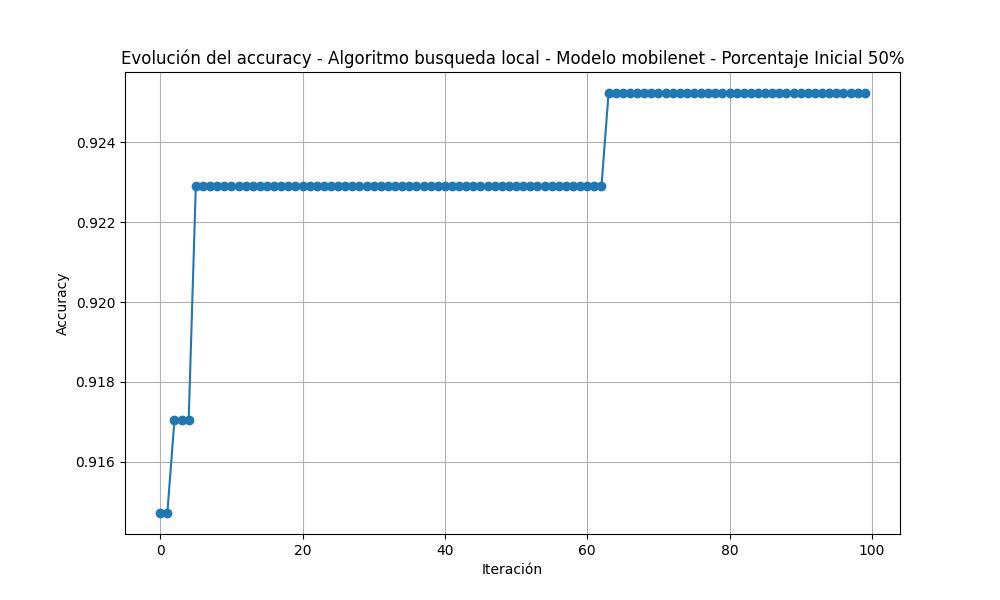 Evolución del accuracy - Algoritmo busqueda local - Modelo mobilenet - Porcentaje Inicial 50%
0.924
0.922
0.920
0.918
0.916
Accuracy
0 20 40 60 80 100
Iteración